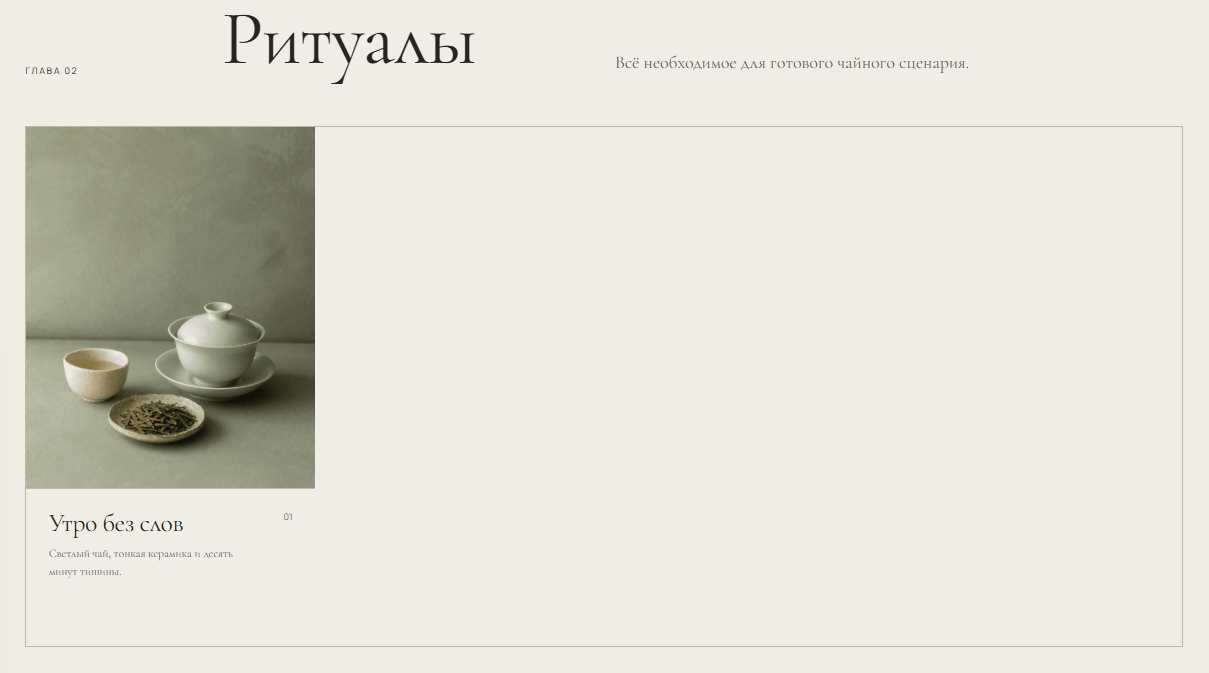 ГЛАВА 02
Ритуалы
Всё необходимое для готового чайного сценария.
Утро без слов
01
Светлый чай, тонкая керамика и десять
минут тишины.